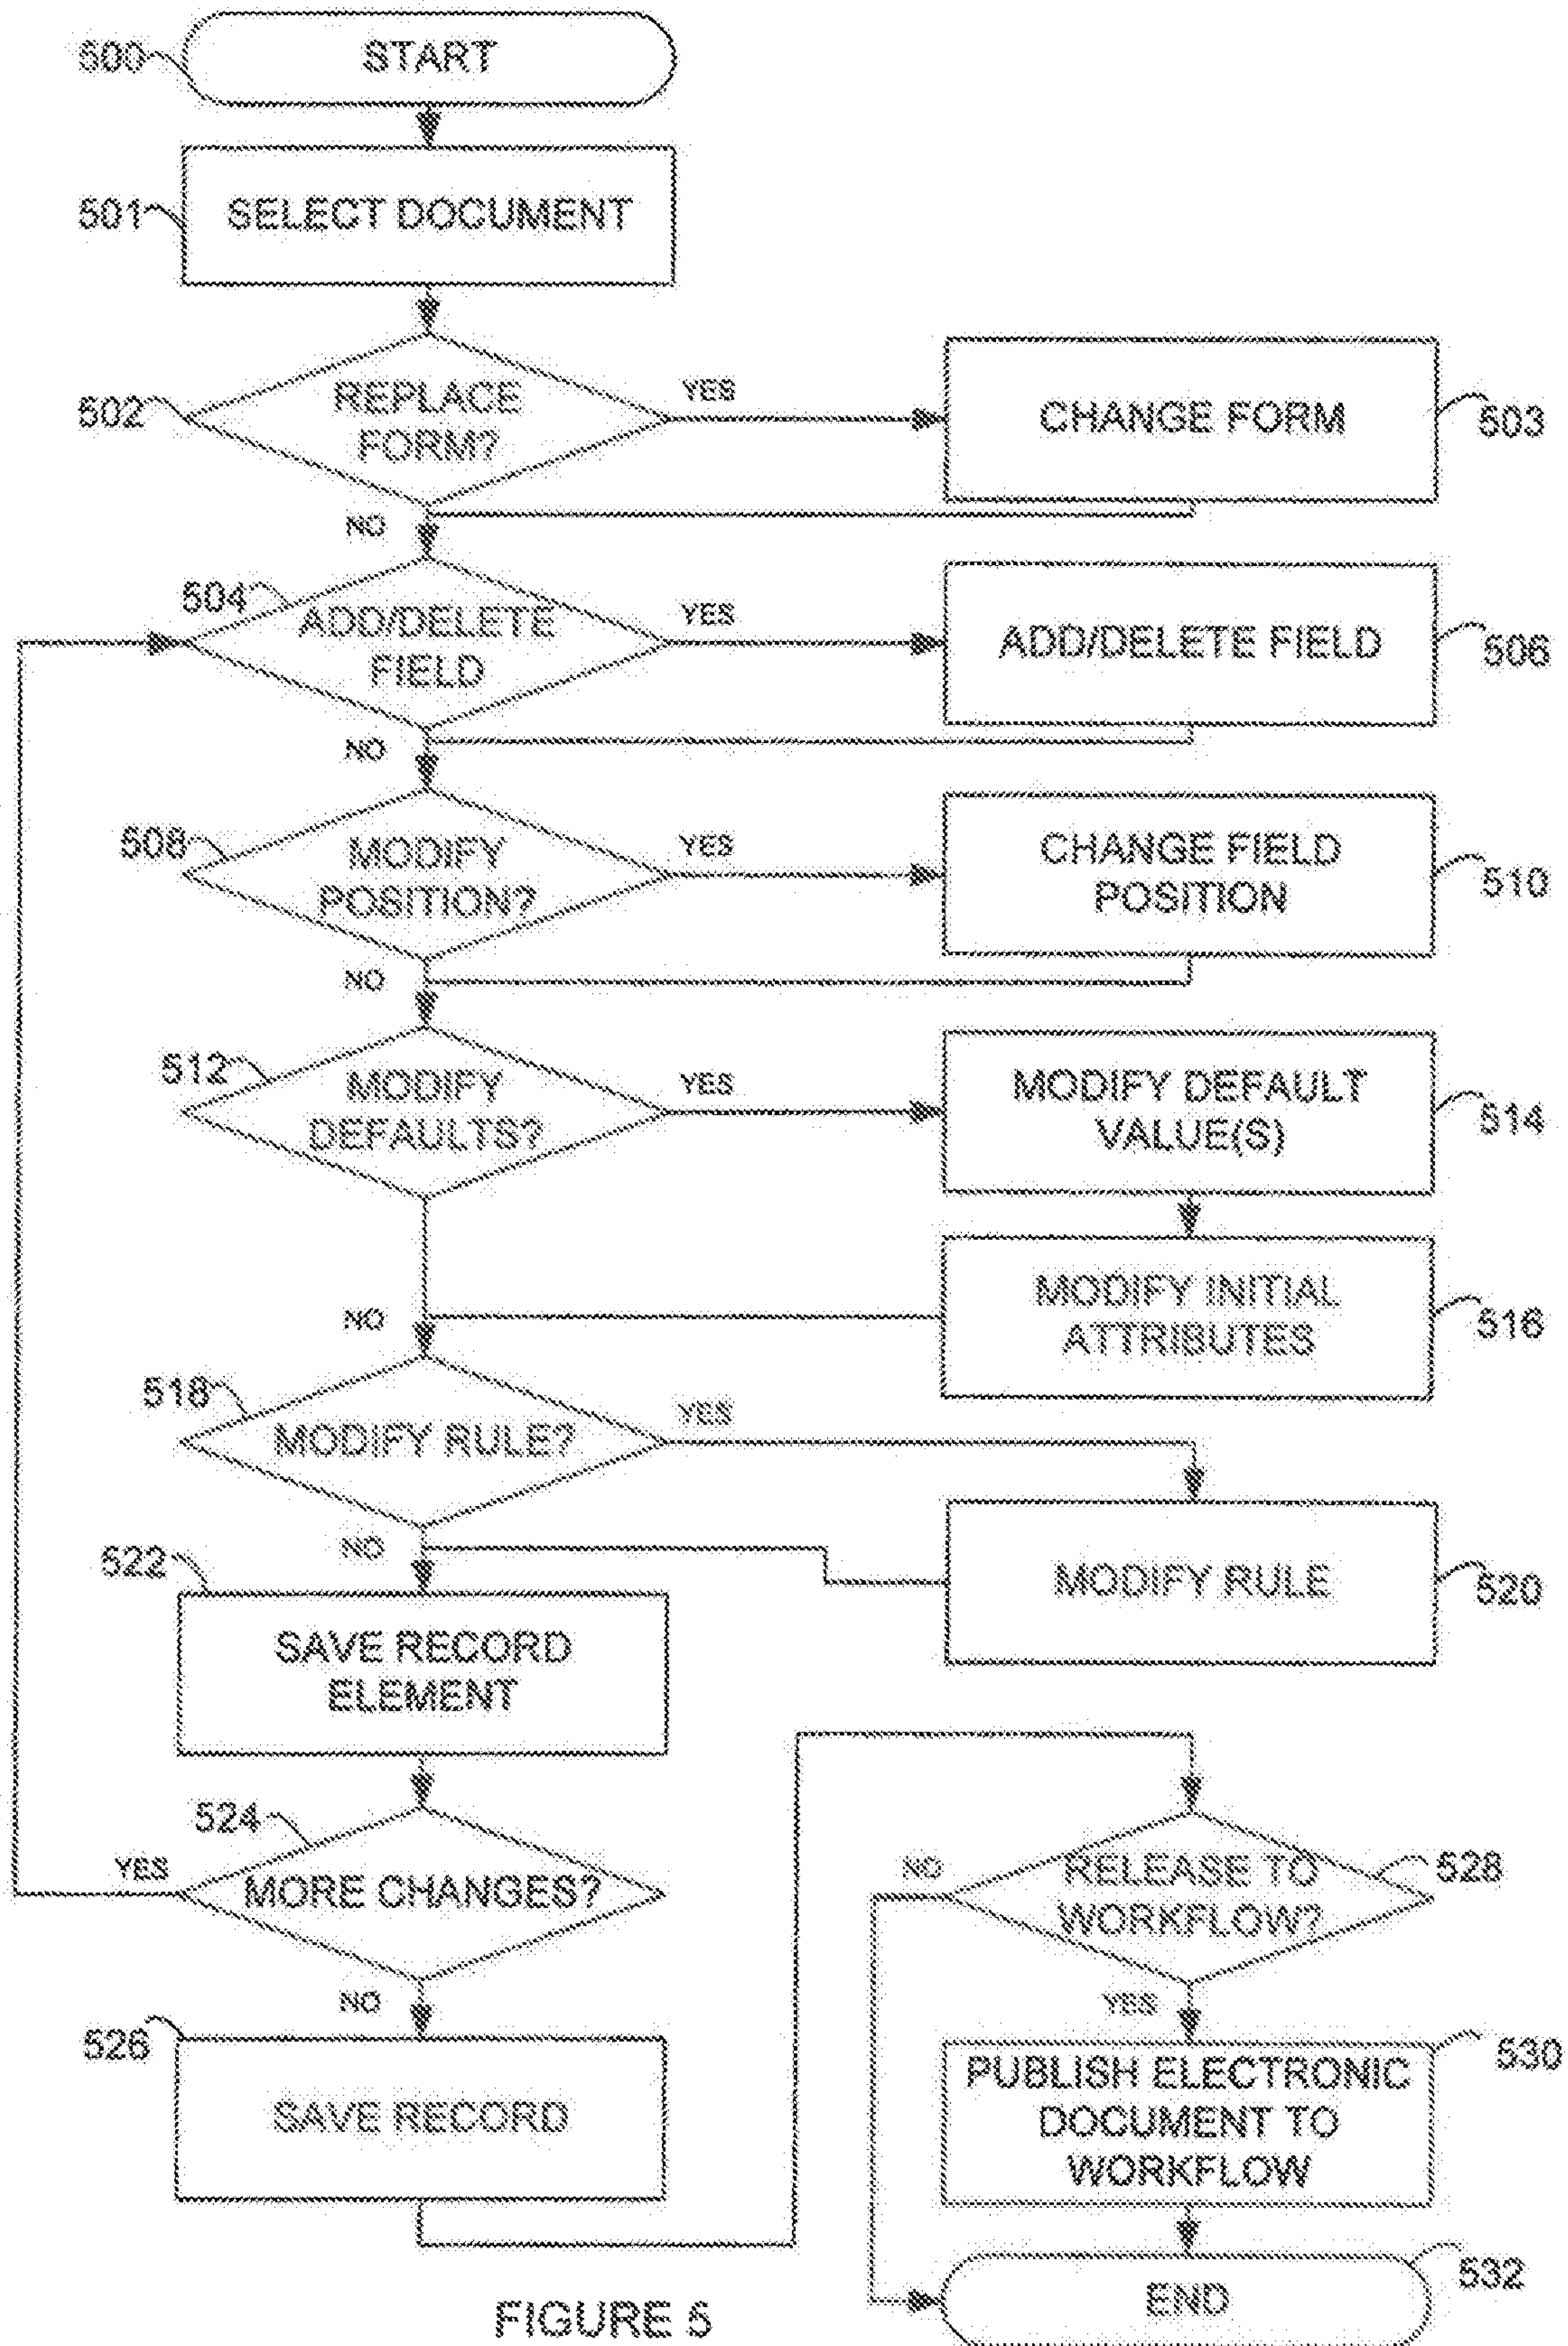 500
START
501
SELECT DOCUMENT
502
REPLACE
FORM?
YES
CHANGE FORM
503
NO
504
ADD/DELETE
FIELD
YES
ADD/DELETE FIELD
506
NO
508
MODIFY
POSITION?
YES
CHANGE FIELD
POSITION
510
NO
512
MODIFY
DEFAULTS?
YES
MODIFY DEFAULT
VALUE(S)
514
MODIFY INITIAL
ATTRIBUTES
516
NO
518
MODIFY RULE?
YES
NO
MODIFY RULE
520
522
SAVE RECORD
ELEMENT
524
YES
MORE CHANGES?
NO
526
SAVE RECORD
NO
RELEASE TO
WORKFLOW?
528
YES
PUBLISH ELECTRONIC
DOCUMENT TO
WORKFLOW
530
END
532
FIGURE 5